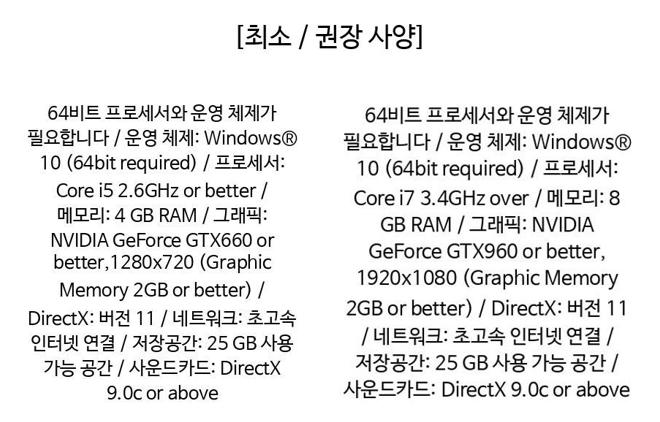 [최소 / 권장 사양]
64비트 프로세서와 운영 체제가
필요합니다 / 운영 체제: Windows®
10 (64bit required) / 프로세서:
Core i5 2.6GHz or better /
메모리: 4 GB RAM / 그래픽:
NVIDIA GeForce GTX660 or
better,1280x720 (Graphic
Memory 2GB or better) /
DirectX: 버전 11 / 네트워크: 초고속
인터넷 연결 / 저장공간: 25 GB 사용
가능 공간 / 사운드카드: DirectX
9.0c or above
64비트 프로세서와 운영 체제가
필요합니다 / 운영 체제: Windows®
10 (64bit required) / 프로세서:
Core i7 3.4GHz over / 메모리: 8
GB RAM / 그래픽: NVIDIA
GeForce GTX960 or better,
1920x1080 (Graphic Memory
2GB or better) / DirectX: 버전 11
/ 네트워크: 초고속 인터넷 연결 /
저장공간: 25 GB 사용 가능 공간 /
사운드카드: DirectX 9.0c or above